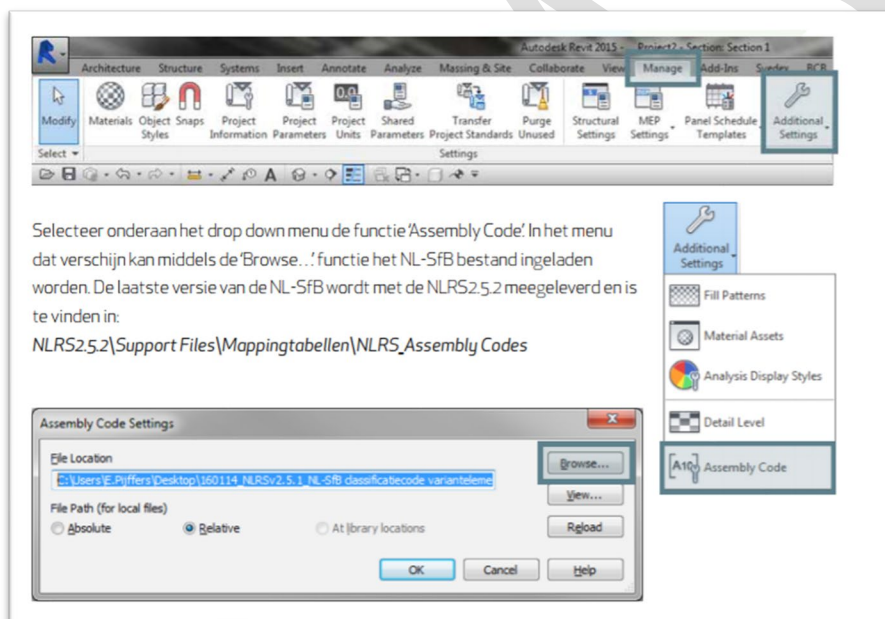 Autodesk Revit 2015 - Project2 - Section: Section 1
Architecture Structure Systems Insert Annotate Analyze Massing & Site Collaborate View Manage Add-Ins Syedex BCB
Modify Materials Object Styles Snaps Project Information Project Parameters Project Units Shared Parameters Transfer Project Standards Purge Unused Structural Settings MEP Settings Panel Schedule Templates Additional Settings
Select Settings
Selecteer onderaan het drop down menu de functie 'Assembly Code'. In het menu
dat verschijn kan middels de 'Browse...' functie het NL-SfB bestand ingeladen
worden. De laatste versie van de NL-SfB wordt met de NLRS2.5.2 meegeleverd en is
te vinden in:
NLRS2.5.2\Support Files\Mappingtabellen\NLRS_Assembly Codes
Additional
Settings
Fill Patterns
Material Assets
Analysis Display Styles
Detail Level
Assembly Code
Assembly Code Settings
File Location
C:\Users\E.Pijffers\Desktop\160114_NLRSv2.5.1_NL-SfB classificatiecode varianteleme
Browse...
View...
File Path (for local files)
Absolute Relative At library locations
Reload
OK Cancel Help